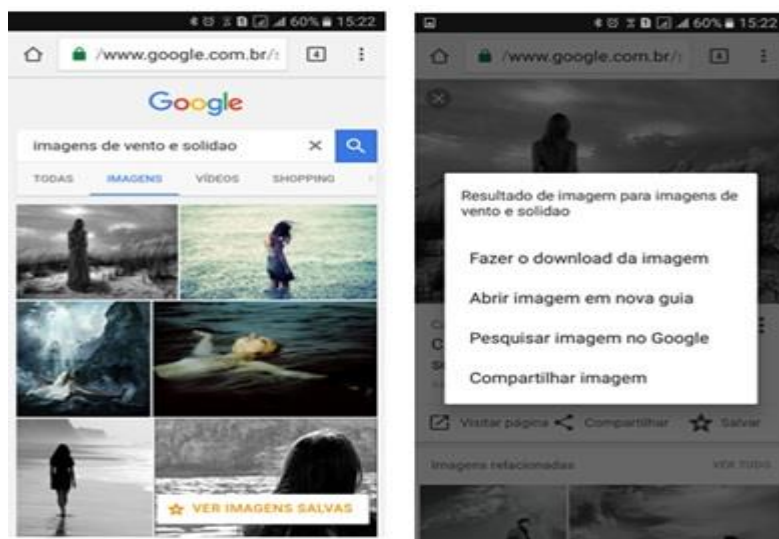 60% 15:22
/www.google.com.br/
4
Google
imagens de vento e solidao
TODAS IMAGENS VÍDEOS SHOPPING
VER IMAGENS SALVAS
60% 15:22
/www.google.com.br/
4
Resultado de imagem para imagens de
vento e solidao
Fazer o download da imagem
Abrir imagem em nova guia
Pesquisar imagem no Google
Compartilhar imagem
Visitar página Compartilhar Salvar
Imagens relacionadas VER TUDO